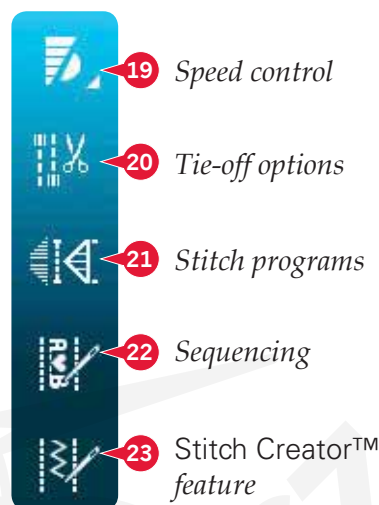 19 Speed control
20 Tie-off options
21 Stitch programs
A♥B
22 Sequencing
23 Stitch Creator™
feature